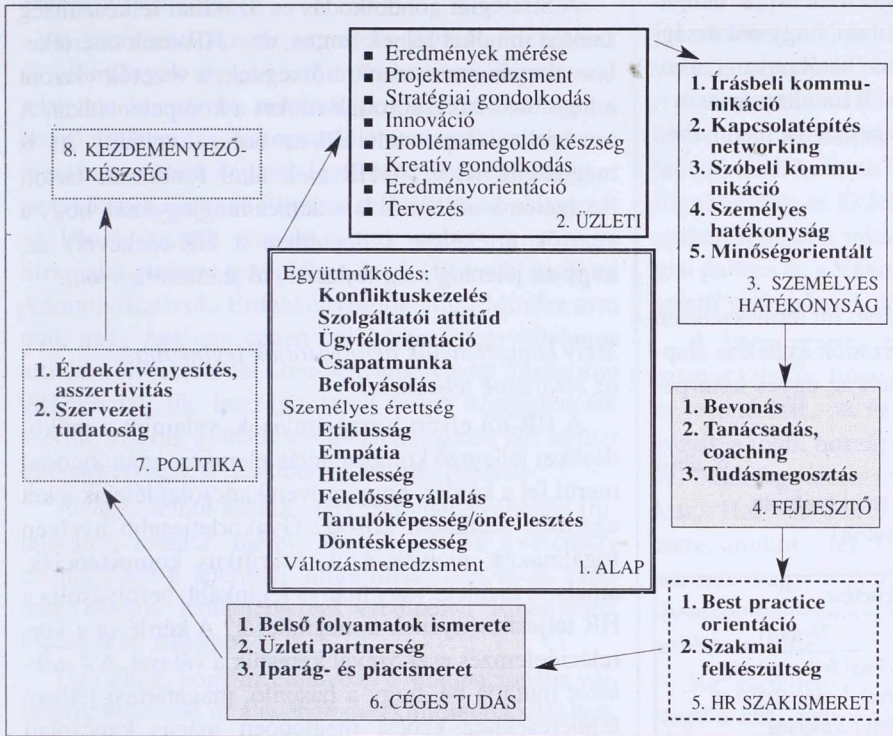 Eredményelérés
■ Projektmenedzsment
Stratégini gondolkodás
Innováció
■ Problémamegoldó készség
■ Kreatív gondolkodás
■ Eredményorientáció
■ Tervezés
2. ÜZLETI
1. Írásbeli kommu-
nikáció
2. Kapcsolatépítés
networking
3. Szóbeli Kommu-
nikáció
4. Személyes
hatékonyság
5. Minőségorientált
3. SZEMÉLYES
HATÉKONYSÁG
8. KEZDEMÉNYEZŐ-
KÉSZSÉG
Együttműködés:
Konfliktuskezelés
Szolgáltatói attitűd
Ügyfélorientáció
Csapatmunka
Befolyásolás
Személyes érettség
Etikusság
Empátia
Hitelesség
Felelősségvállalás
Tanulóképesség/önfejlesztés
Döntésképesség
Változásmenedzsment
1. ALAP
1. Érdekérvényesítés,
asszertivitás
2. Szervezeti
tudatosság
7. POLITIKA
1. Bevonás
2. Tanácsadás,
coaching
3. Tudásmegosztás
4. FEJLESZTŐ
1. Best practice
orientáció
2. Szakmai
felkészültség
5. HR SZAKISMERET
1. Belső folyamatok ismerete
2. Üzleti partnerség
3. Iparág- és piacismeret
6. CÉGES TUDÁS